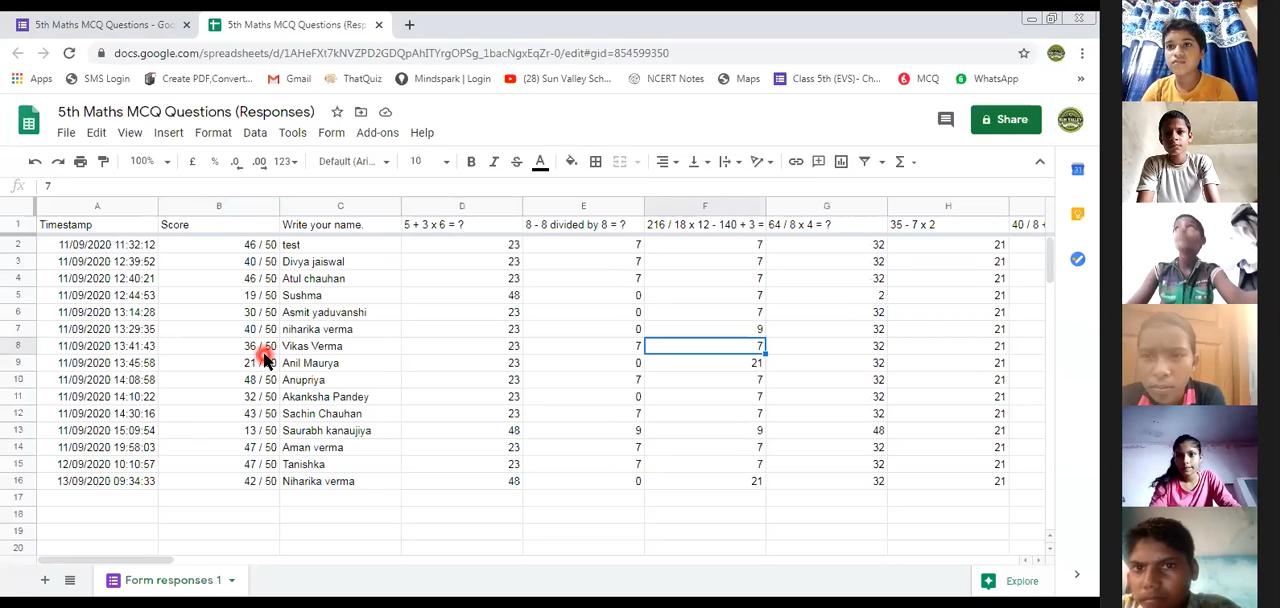 5th Maths MCQ Questions - Goo
5th Maths MCQ Questions (Resp
docs.google.com/spreadsheets/d/
/edit#gid=854599350
Apps SMS Login Create PDF,Convert... Gmail ThatQuiz Mindspark | Login (28) Sun Valley Sch... NCERT Notes Maps Class 5th (EVS)- Ch... MCQ WhatsApp »
5th Maths MCQ Questions (Responses)
Share
File Edit View Insert Format Data Tools Form Add-ons Help
100% £ % .0 .00 123 Default (Ari... 10 B I S A Σ
fx 7
A B C D E F G H
1 Timestamp Score Write your name. 5 + 3 x 6 = ? 8 - 8 divided by 8 = ? 216 / 18 x 12 - 140 + 3 = 64 / 8 x 4 = ? 35 - 7 x 2 40 / 8 +
2 11/09/2020 11:32:12 46 / 50 test 23 7 7 32 21
3 11/09/2020 12:39:52 40 / 50 Divya jaiswal 23 7 7 32 21
4 11/09/2020 12:40:21 46 / 50 Atul chauhan 23 7 7 32 21
5 11/09/2020 12:44:53 19 / 50 Sushma 48 0 7 2 21
6 11/09/2020 13:14:28 30 / 50 Asmit yaduvanshi 23 0 7 32 21
7 11/09/2020 13:29:35 40 / 50 niharika verma 23 0 9 32 21
8 11/09/2020 13:41:43 36 / 50 Vikas Verma 23 7 7 32 21
9 11/09/2020 13:45:58 21 / 50 Anil Maurya 23 0 21 32 21
10 11/09/2020 14:08:58 48 / 50 Anupriya 23 7 7 32 21
11 11/09/2020 14:10:22 32 / 50 Akanksha Pandey 23 0 7 32 21
12 11/09/2020 14:30:16 43 / 50 Sachin Chauhan 23 7 7 32 21
13 11/09/2020 15:09:54 13 / 50 Saurabh kanaujiya 48 9 9 48 21
14 11/09/2020 19:58:03 47 / 50 Aman verma 23 7 7 32 21
15 12/09/2020 10:10:57 47 / 50 Tanishka 23 7 7 32 21
16 13/09/2020 09:34:33 42 / 50 Niharika verma 48 0 21 32 21
17
18
19
20
Form responses 1
Explore